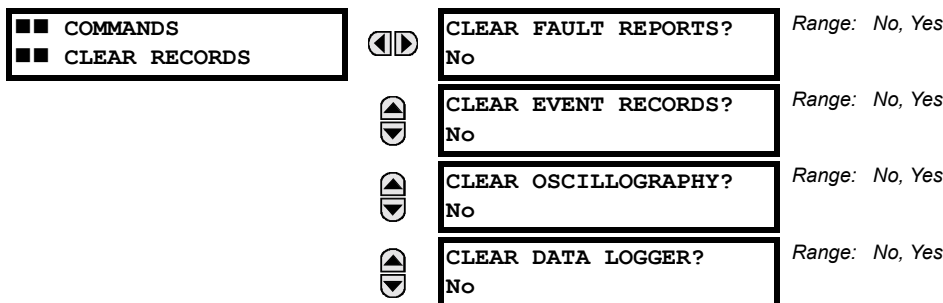 ■■ COMMANDS
■■ CLEAR RECORDS
CLEAR FAULT REPORTS?
No
Range: No, Yes
CLEAR EVENT RECORDS?
No
Range: No, Yes
CLEAR OSCILLOGRAPHY?
No
Range: No, Yes
CLEAR DATA LOGGER?
No
Range: No, Yes